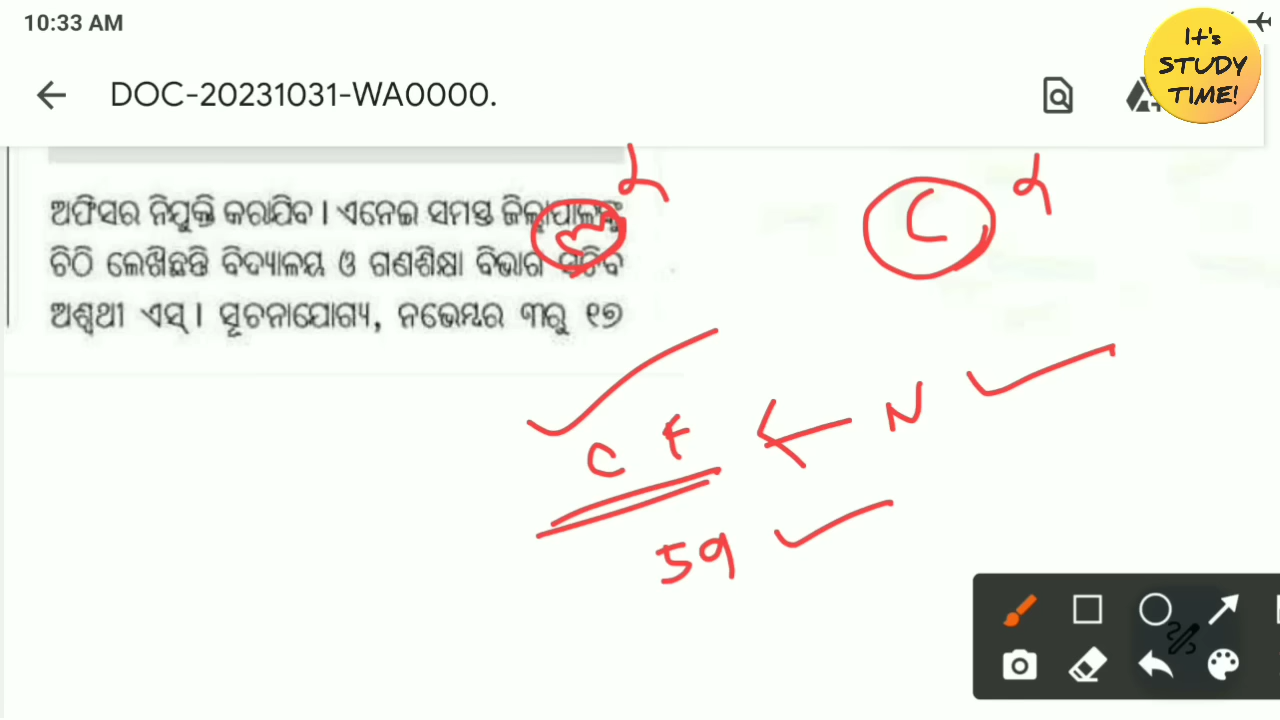 10:33 AM
It's
STUDY
TIME!
DOC-20231031-WA0000.
ଅଫିସର ନିଯୁକ୍ତି କରାଯିବ । ଏନେଇ ସମସ୍ତ ଜିଲ୍ଲାପାଳଙ୍କୁ
ଚିଠି ଲେଖିଛନ୍ତି ବିଦ୍ୟାଳୟ ଓ ଗଣଶିକ୍ଷା ବିଭାଗ ସଚିବ
ଅଶ୍ୱଥୀ ଏସ୍ । ସୂଚନାଯୋଗ୍ୟ, ନଭେମ୍ବର ୩ରୁ ୧୭
C
C F ← N
59